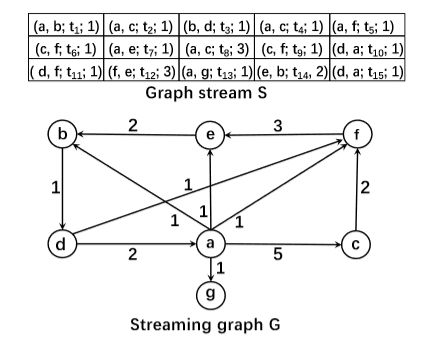 (a, b; t₁; 1) (a, c; t₂; 1) (b, d; t₃; 1) (a, c; t₄; 1) (a, f; t₅; 1)
(c, f; t₆; 1) (a, e; t₇; 1) (a, c; t₈; 3) (c, f; t₉; 1) (d, a; t₁₀; 1)
( d, f; t₁₁; 1) (f, e; t₁₂; 3) (a, g; t₁₃; 1) (e, b; t₁₄, 2) (d, a; t₁₅; 1)
Graph stream S
b 2 e 3 f
1 1 2
1 1 1
d 2 a 5 c
1
g
Streaming graph G